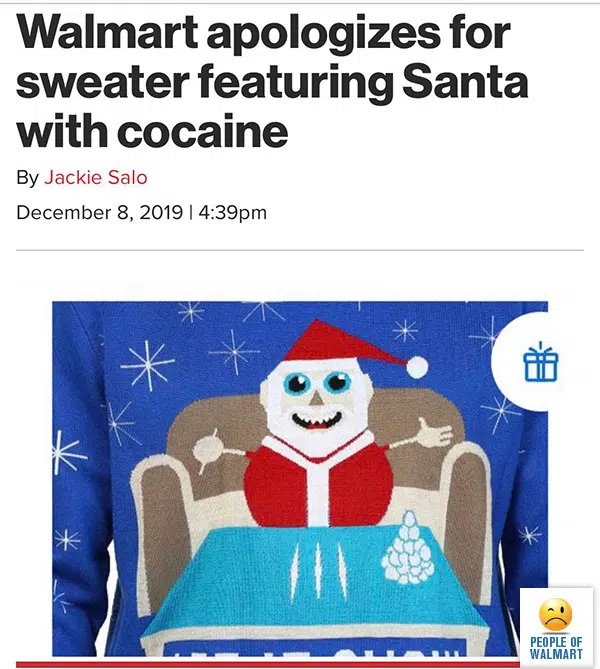 Walmart apologizes for
sweater featuring Santa
with cocaine
By Jackie Salo
December 8, 2019 | 4:39pm
PEOPLE OF
WALMART